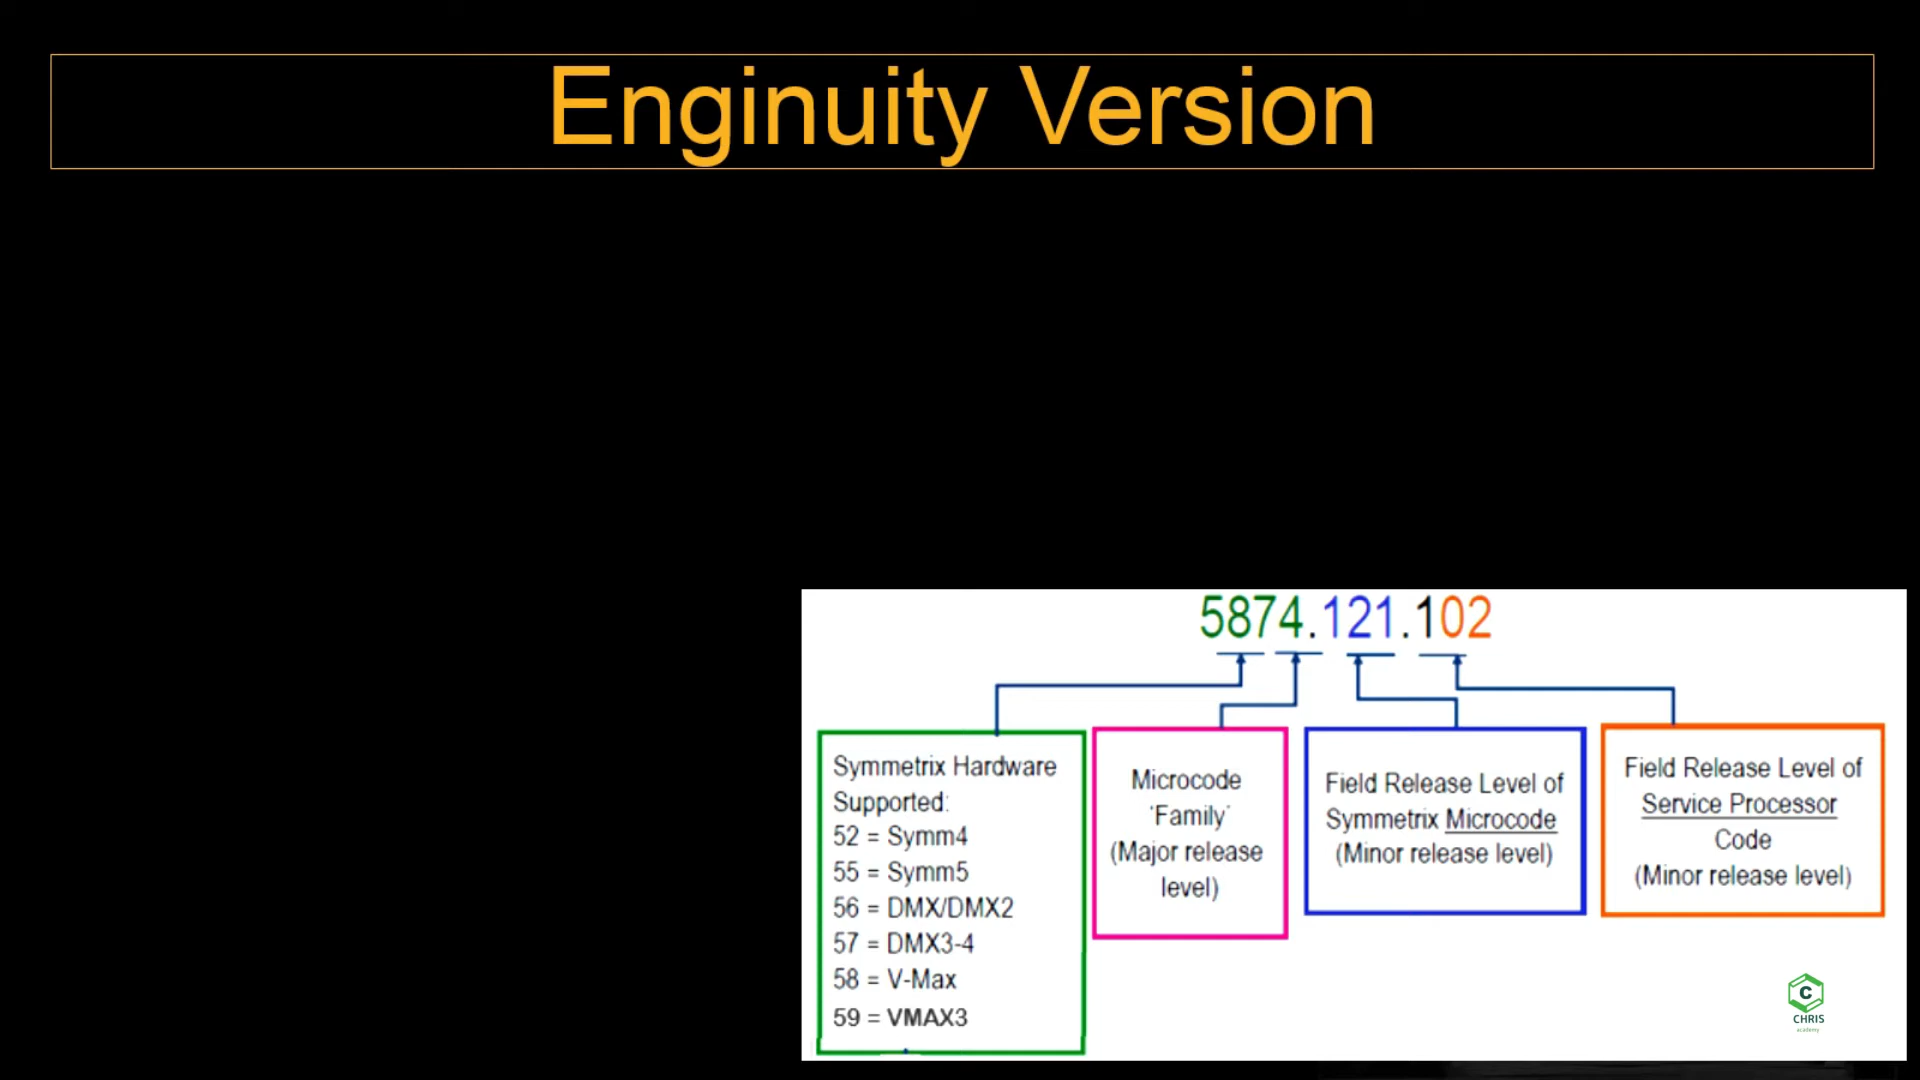 Enginuity Version
5874.121.102
Symmetrix Hardware
Supported:
52 = Symm4
55 = Symm5
56 = DMX/DMX2
57 = DMX3-4
58 = V-Max
59 = VMAX3
Microcode
'Family'
(Major release
level)
Field Release Level of
Symmetrix Microcode
(Minor release level)
Field Release Level of
Service Processor
Code
(Minor release level)
C
CHRIS
academy